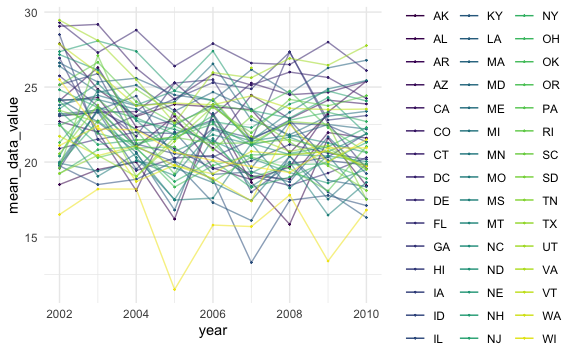 30
25
20
15
mean_data_value
2002
2004
2006
2008
2010
year
AK KY NY
AL LA OH
AR MA OK
AZ MD OR
CA ME PA
CO MI RI
CT MN SC
DC MO SD
DE MS TN
FL MT TX
GA NC UT
HI ND VA
IA NE VT
ID NH WA
IL NJ WI